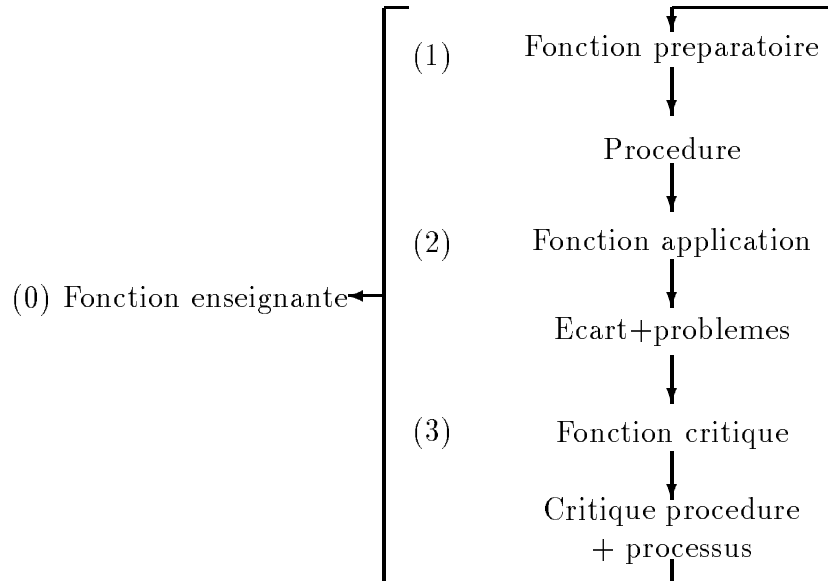 (1) Fonction preparatoire
Procedure
(2) Fonction application
(0) Fonction enseignante
Ecart+problemes
(3) Fonction critique
Critique procedure
+ processus